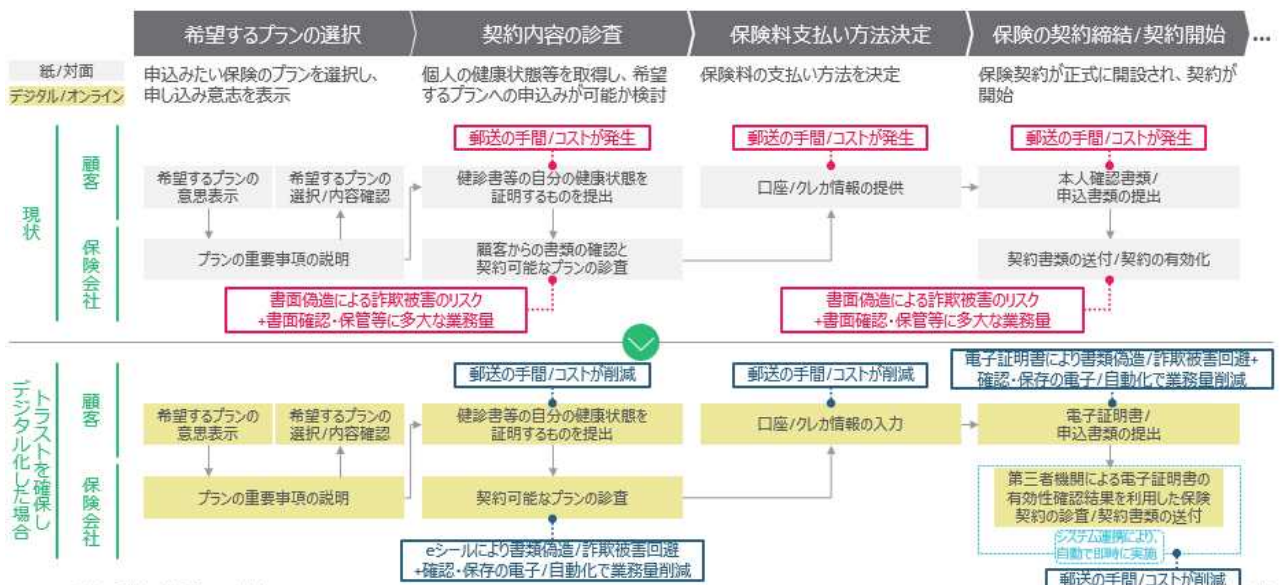 希望するプランの選択
契約内容の診査
保険料支払い方法決定
保険の契約締結/契約開始
...
紙/対面
デジタル/オンライン
申込みたい保険のプランを選択し、
申し込み意志を表示
個人の健康状態等を取得し、希望
するプランへの申込みが可能か検討
保険料の支払い方法を決定
保険契約が正式に開設され、契約が
開始
現状
顧客
保険会社
郵送の手間/コストが発生
郵送の手間/コストが発生
郵送の手間/コストが発生
希望するプランの
意思表示
希望するプランの
選択/内容確認
健診書等の自分の健康状態を
証明するものを提出
口座/クレカ情報の提供
本人確認書類/
申込書類の提出
プランの重要事項の説明
顧客からの書類の確認と
契約可能なプランの診査
契約書類の送付/契約の有効化
書面偽造による詐欺被害のリスク
+書面確認・保管等に多大な業務量
書面偽造による詐欺被害のリスク
+書面確認・保管等に多大な業務量
トラストを確保し
デジタル化した場合
顧客
保険会社
郵送の手間/コストが削減
郵送の手間/コストが削減
電子証明書により書類偽造/詐欺被害回避+
確認・保存の電子/自動化で業務量削減
希望するプランの
意思表示
希望するプランの
選択/内容確認
健診書等の自分の健康状態を
証明するものを提出
口座/クレカ情報の入力
電子証明書/
申込書類の提出
プランの重要事項の説明
契約可能なプランの診査
第三者機関による電子証明書の
有効性確認結果を利用した保険
契約の診査/契約書類の送付
システム連携により、
自動で即時に実施
eシールにより書類偽造/詐欺被害回避
+確認・保存の電子/自動化で業務量削減
郵送の手間/コストが削減